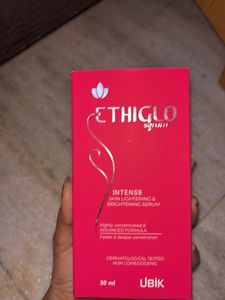 ETHIGLO
serum
INTENSE
SKIN LIGHTENING &
BRIGHTENING SERUM
Highly concentrated &
ADVANCED FORMULA
Faster & deeper penetration
DERMATOLOGICAL TESTED
NON COMEDOGENIC
30 ml
UBIK